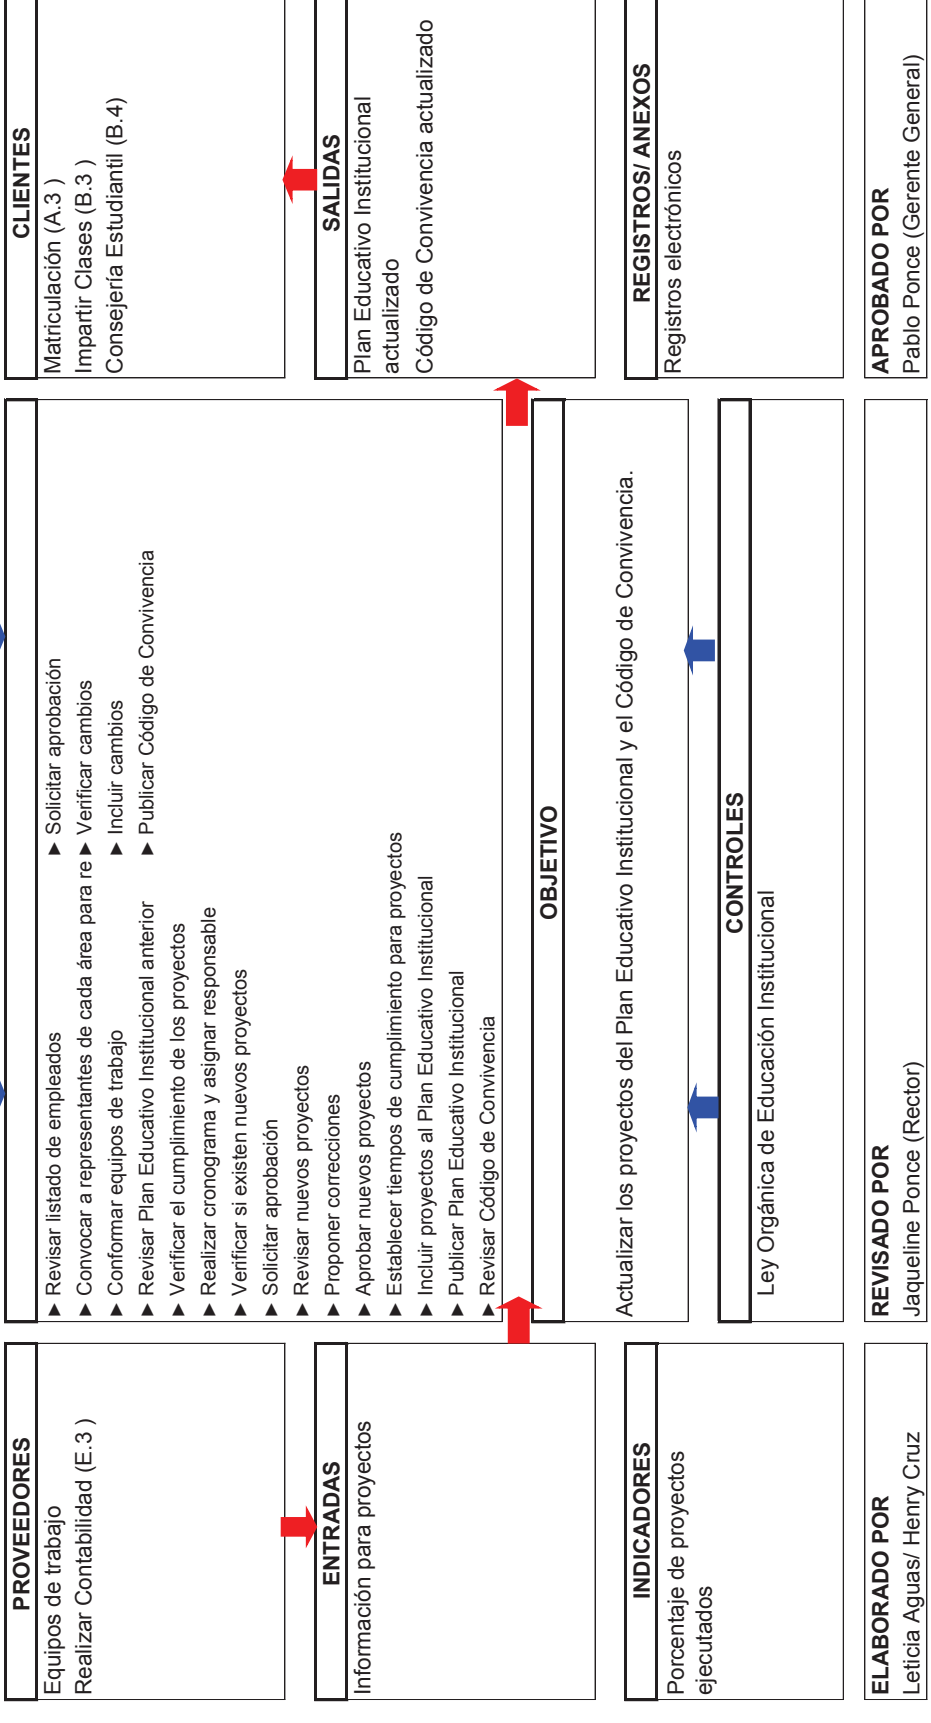 PROVEEDORES
Equipos de trabajo
Realizar Contabilidad (E.3 )
ENTRADAS
Información para proyectos
INDICADORES
Porcentaje de proyectos
ejecutados
ELABORADO POR
Leticia Aguas/ Henry Cruz
► Revisar listado de empleados
► Convocar a representantes de cada área para re
► Conformar equipos de trabajo
► Revisar Plan Educativo Institucional anterior
► Verificar el cumplimiento de los proyectos
► Realizar cronograma y asignar responsable
► Verificar si existen nuevos proyectos
► Solicitar aprobación
► Revisar nuevos proyectos
► Proponer correcciones
► Aprobar nuevos proyectos
► Establecer tiempos de cumplimiento para proyectos
► Incluir proyectos al Plan Educativo Institucional
► Publicar Plan Educativo Institucional
► Revisar Código de Convivencia
► Solicitar aprobación
► Verificar cambios
► Incluir cambios
► Publicar Código de Convivencia
OBJETIVO
Actualizar los proyectos del Plan Educativo Institucional y el Código de Convivencia.
CONTROLES
Ley Orgánica de Educación Institucional
REVISADO POR
Jaqueline Ponce (Rector)
CLIENTES
Matriculación (A.3 )
Impartir Clases (B.3 )
Consejería Estudiantil (B.4)
SALIDAS
Plan Educativo Institucional
actualizado
Código de Convivencia actualizado
REGISTROS/ ANEXOS
Registros electrónicos
APROBADO POR
Pablo Ponce (Gerente General)